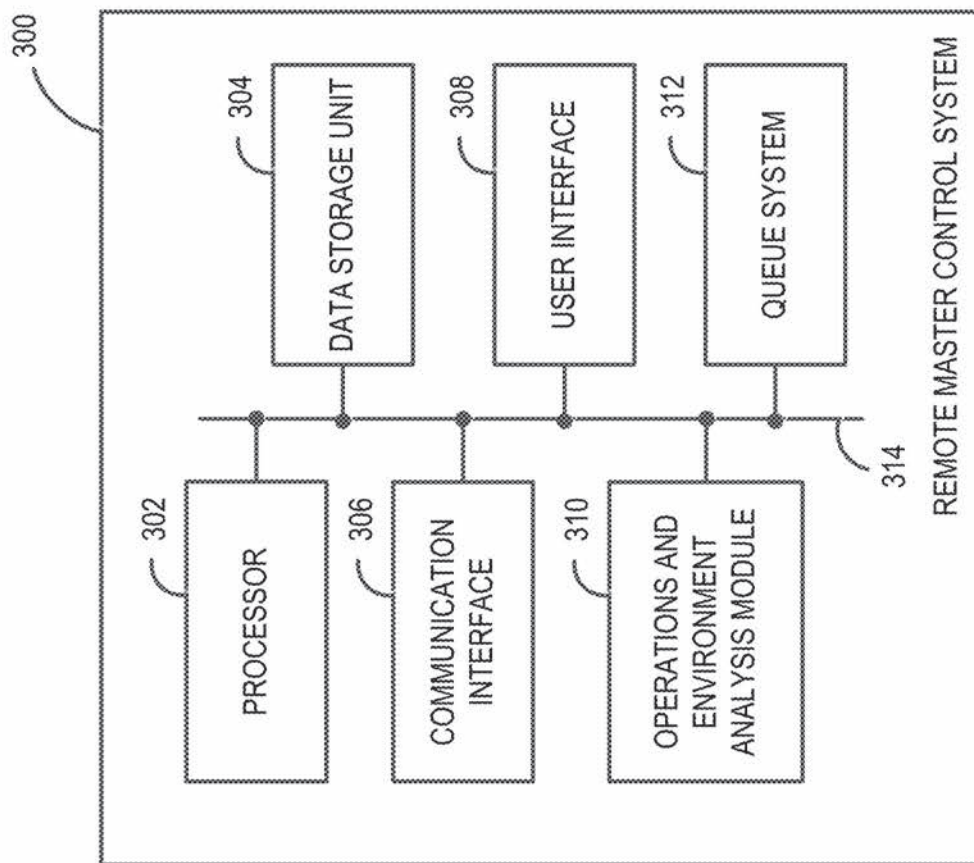 300
302
PROCESSOR
304
DATA STORAGE UNIT
306
COMMUNICATION
INTERFACE
308
USER INTERFACE
310
OPERATIONS AND
ENVIRONMENT
ANALYSIS MODULE
312
QUEUE SYSTEM
314
REMOTE MASTER CONTROL SYSTEM